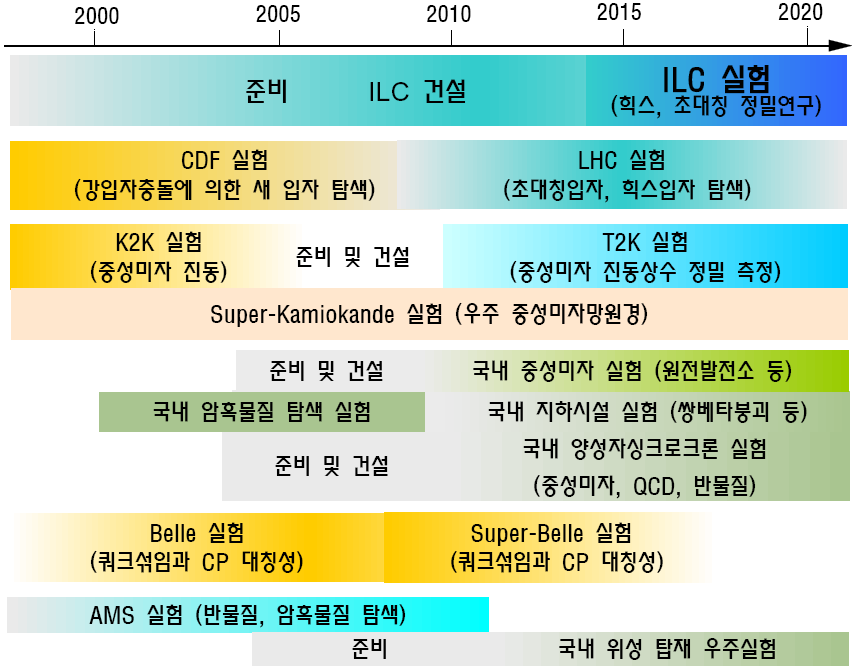 2000 2005 2010 2015 2020
준비 ILC 건설 ILC 실험
(힉스, 초대칭 정밀연구)
CDF 실험 LHC 실험
(강입자충돌에 의한 새 입자 탐색) (초대칭입자, 힉스입자 탐색)
K2K 실험 준비 및 건설 T2K 실험
(중성미자 진동) (중성미자 진동상수 정밀 측정)
Super-Kamiokande 실험 (우주 중성미자망원경)
준비 및 건설 국내 중성미자 실험 (원전발전소 등)
국내 암흑물질 탐색 실험 국내 지하시설 실험 (쌍베타붕괴 등)
준비 및 건설 국내 양성자싱크로크론 실험
(중성미자, QCD, 반물질)
Belle 실험 Super-Belle 실험
(쿼크섞임과 CP 대칭성) (쿼크섞임과 CP 대칭성)
AMS 실험 (반물질, 암흑물질 탐색)
준비 국내 위성 탑재 우주실험